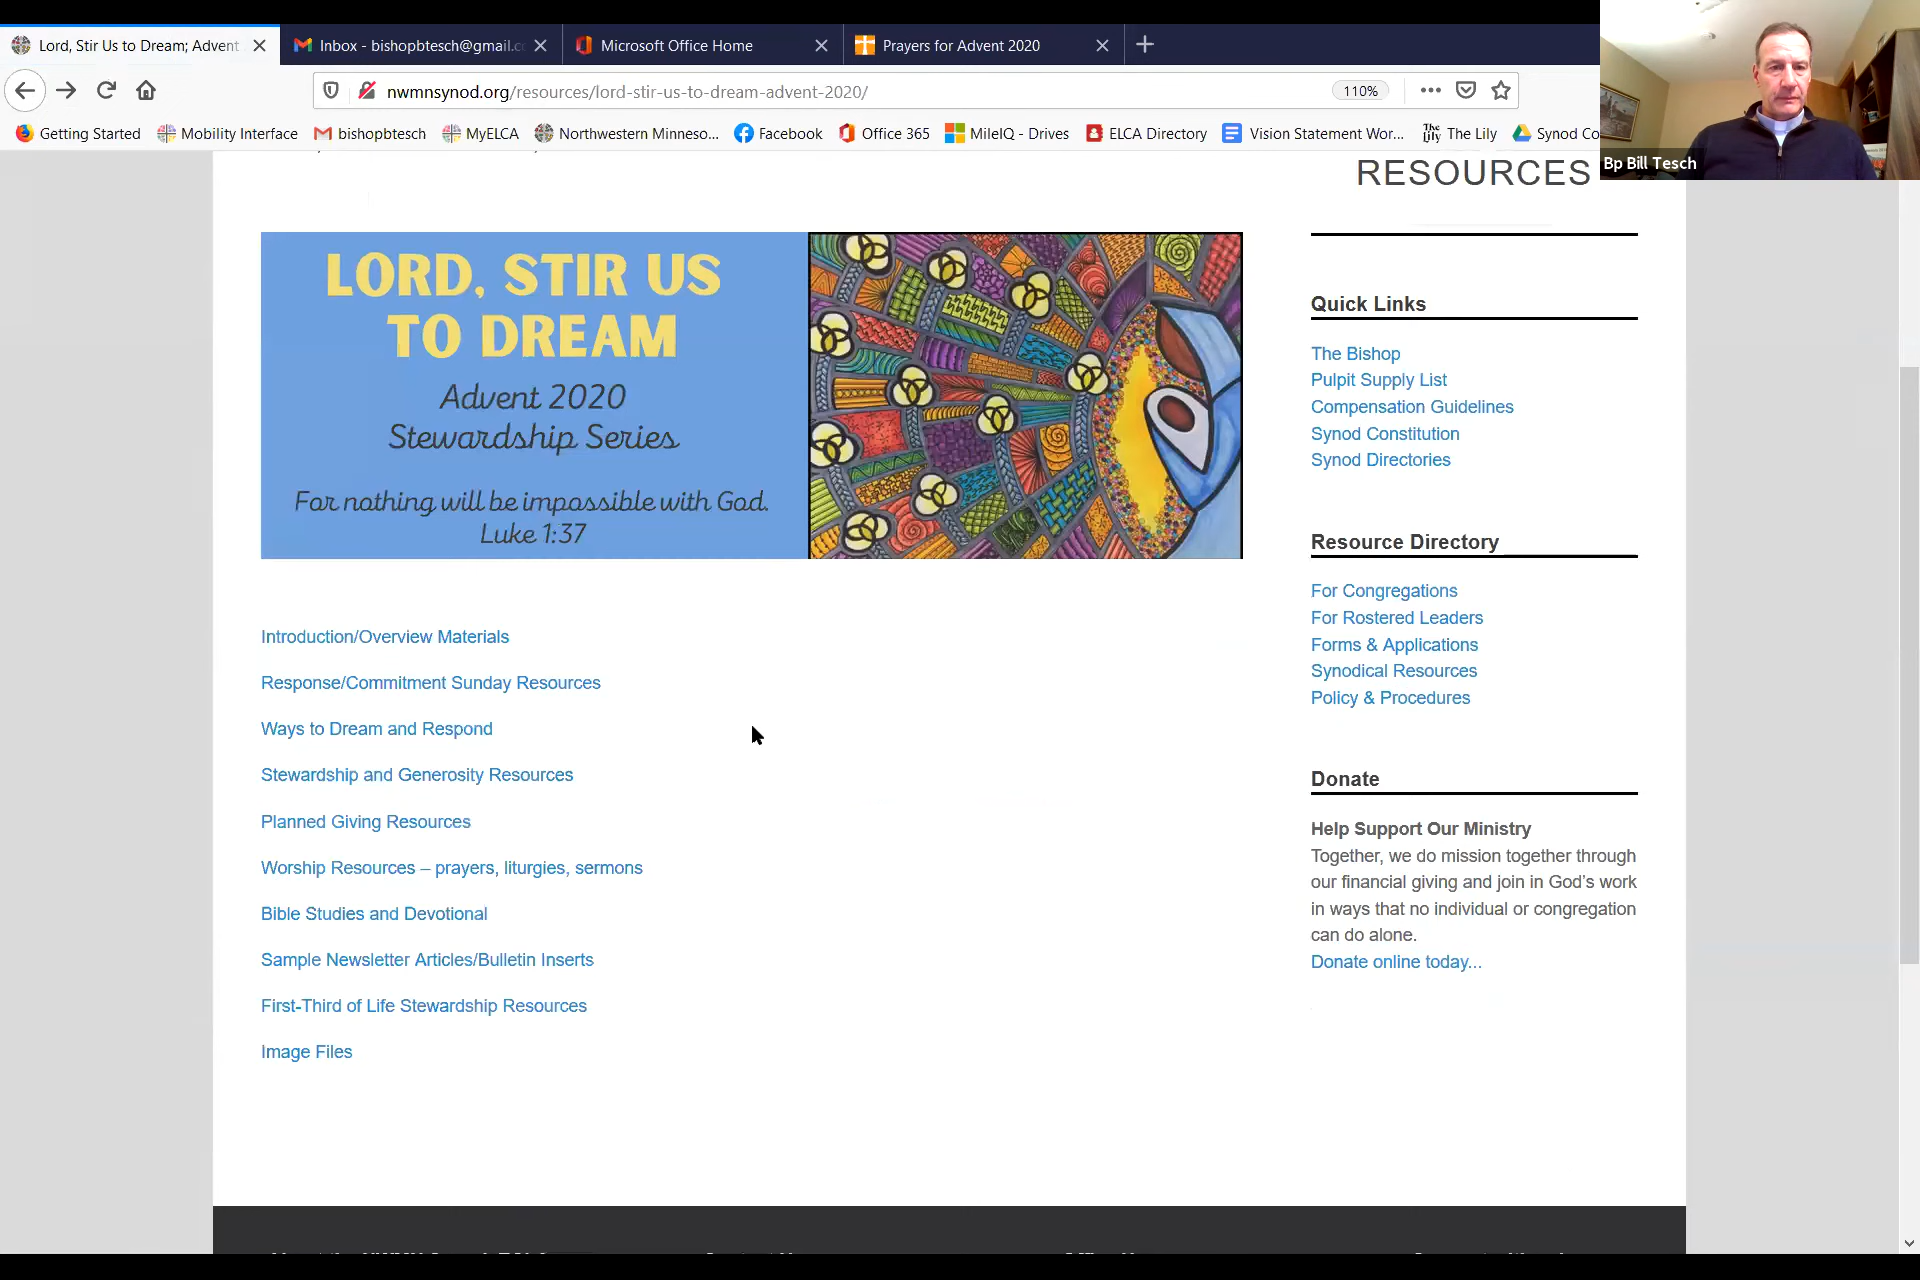 Lord, Stir Us to Dream; Advent
Inbox - bishopbtesch@gmail.c
Microsoft Office Home
Prayers for Advent 2020
nwmnsynod.org/resources/lord-stir-us-to-dream-advent-2020/
110%
Getting Started
Mobility Interface
bishopbtesch
MyELCA
Northwestern Minneso...
Facebook
Office 365
MileIQ - Drives
ELCA Directory
Vision Statement Wor...
The Lily
The Lily
Synod Co
Bp Bill Tesch
RESOURCES
LORD, STIR US
TO DREAM
Advent 2020
Stewardship Series
For nothing will be impossible with God.
Luke 1:37
Introduction/Overview Materials
Response/Commitment Sunday Resources
Ways to Dream and Respond
Stewardship and Generosity Resources
Planned Giving Resources
Worship Resources – prayers, liturgies, sermons
Bible Studies and Devotional
Sample Newsletter Articles/Bulletin Inserts
First-Third of Life Stewardship Resources
Image Files
Quick Links
The Bishop
Pulpit Supply List
Compensation Guidelines
Synod Constitution
Synod Directories
Resource Directory
For Congregations
For Rostered Leaders
Forms & Applications
Synodical Resources
Policy & Procedures
Donate
Help Support Our Ministry
Together, we do mission together through
our financial giving and join in God's work
in ways that no individual or congregation
can do alone.
Donate online today...